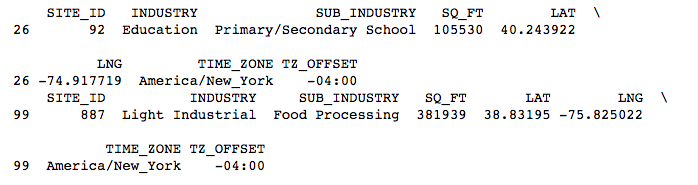 SITE_ID   INDUSTRY              SUB_INDUSTRY   SQ_FT        LAT  \
26       92  Education  Primary/Secondary School  105530  40.243922
LNG         TIME_ZONE TZ_OFFSET
26 -74.917719  America/New_York    -04:00
SITE_ID          INDUSTRY     SUB_INDUSTRY   SQ_FT       LAT        LNG  \
99      887  Light Industrial  Food Processing  381939  38.83195 -75.825022
TIME_ZONE TZ_OFFSET
99  America/New_York    -04:00